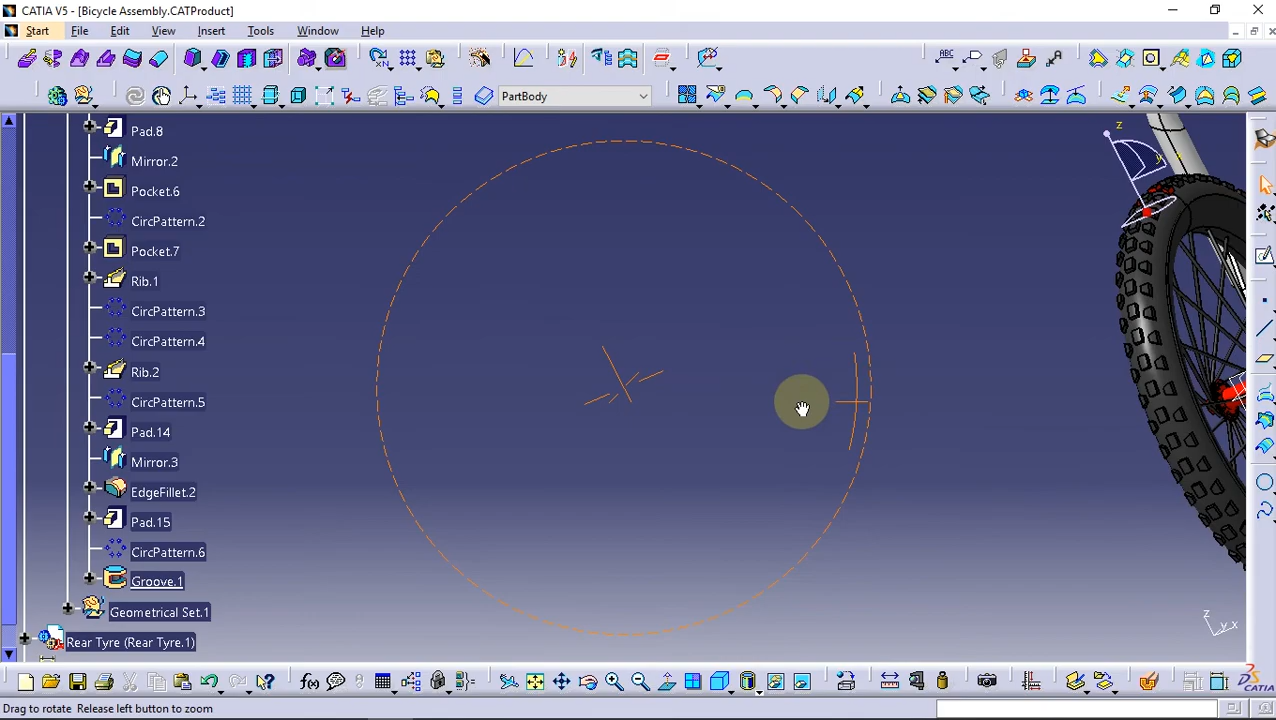 CATIA V5 - [Bicycle Assembly.CATProduct]
Start File Edit View Insert Tools Window Help
ABC
PartBody
Pad.8
Mirror.2
Pocket.6
CircPattern.2
Pocket.7
Rib.1
CircPattern.3
CircPattern.4
Rib.2
CircPattern.5
Pad.14
Mirror.3
EdgeFillet.2
Pad.15
CircPattern.6
Groove.1
Geometrical Set.1
Rear Tyre (Rear Tyre.1)
z
z
y x
f(x)
CATIA
Drag to rotate Release left button to zoom